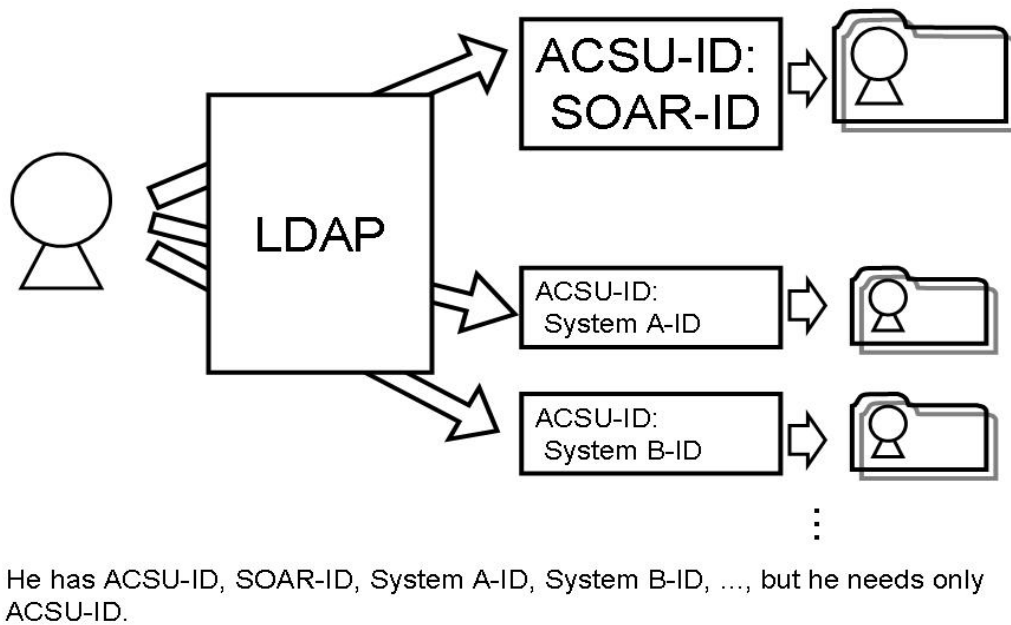 ACSU-ID:
SOAR-ID
LDAP
ACSU-ID:
System A-ID
ACSU-ID:
System B-ID
⋮
He has ACSU-ID, SOAR-ID, System A-ID, System B-ID, ..., but he needs only
ACSU-ID.